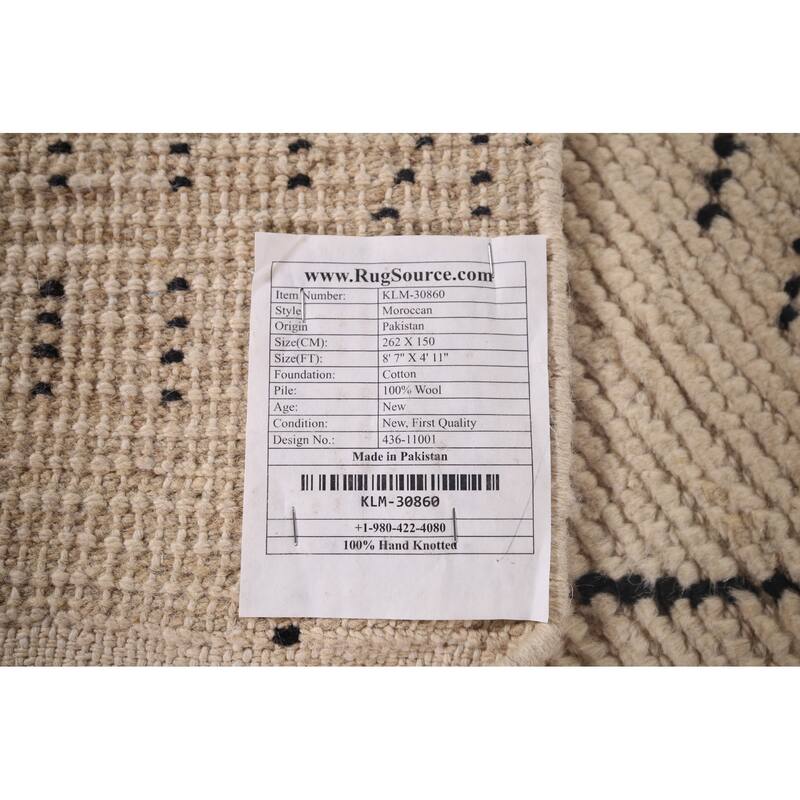 www.RugSource.com
Item Number: KLM-30860
Style Moroccan
Origin Pakistan
Size(CM): 262 X 150
Size(FT): 8' 7" X 4' 11"
Foundation: Cotton
Pile: 100% Wool
Age: New
Condition: New, First Quality
Design No.: 436-11001
Made in Pakistan
KLM-30860
+1-980-422-4080
100% Hand Knotted